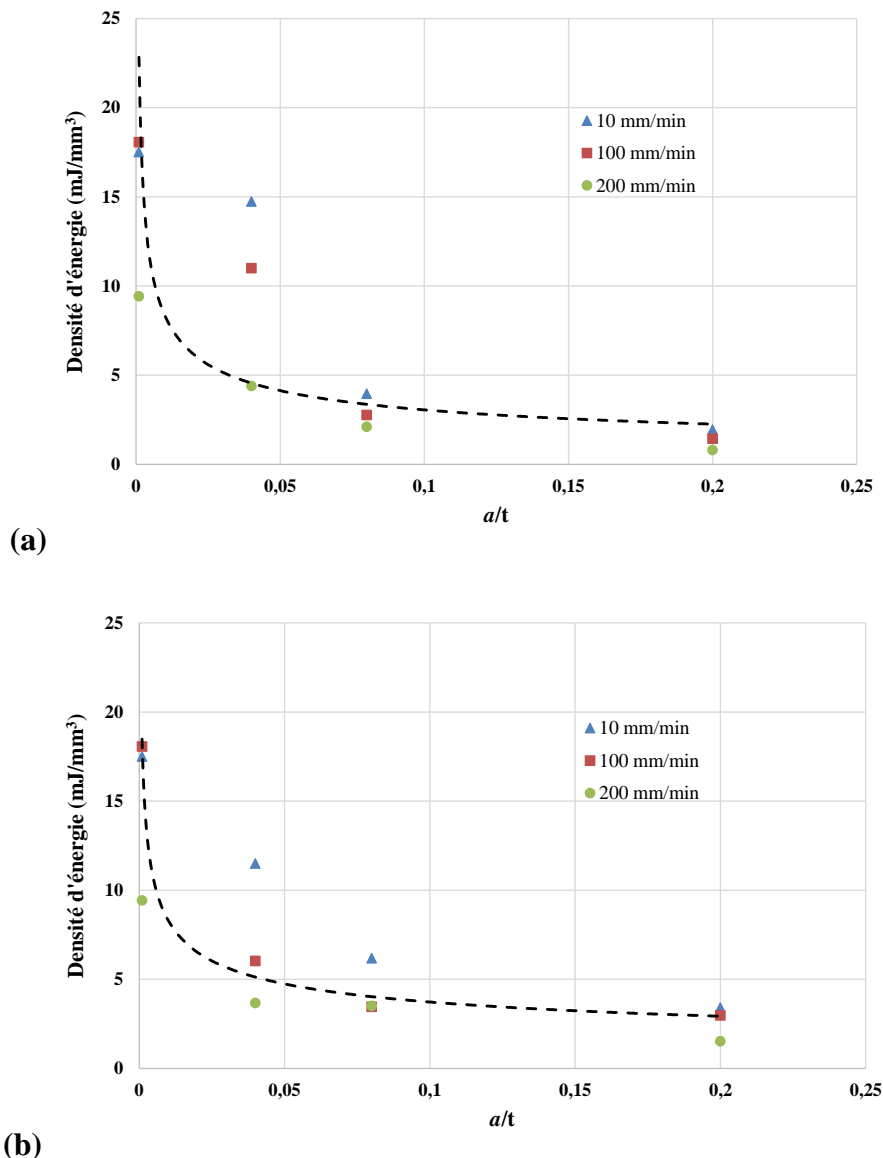 25
20
15
10
5
0
Densité d'énergie (mJ/mm³)
10 mm/min
100 mm/min
200 mm/min
0 0,05 0,1 0,15 0,2 0,25
a/t
(a)
25
20
15
10
5
0
Densité d'énergie (mJ/mm³)
10 mm/min
100 mm/min
200 mm/min
0 0,05 0,1 0,15 0,2 0,25
a/t
(b)